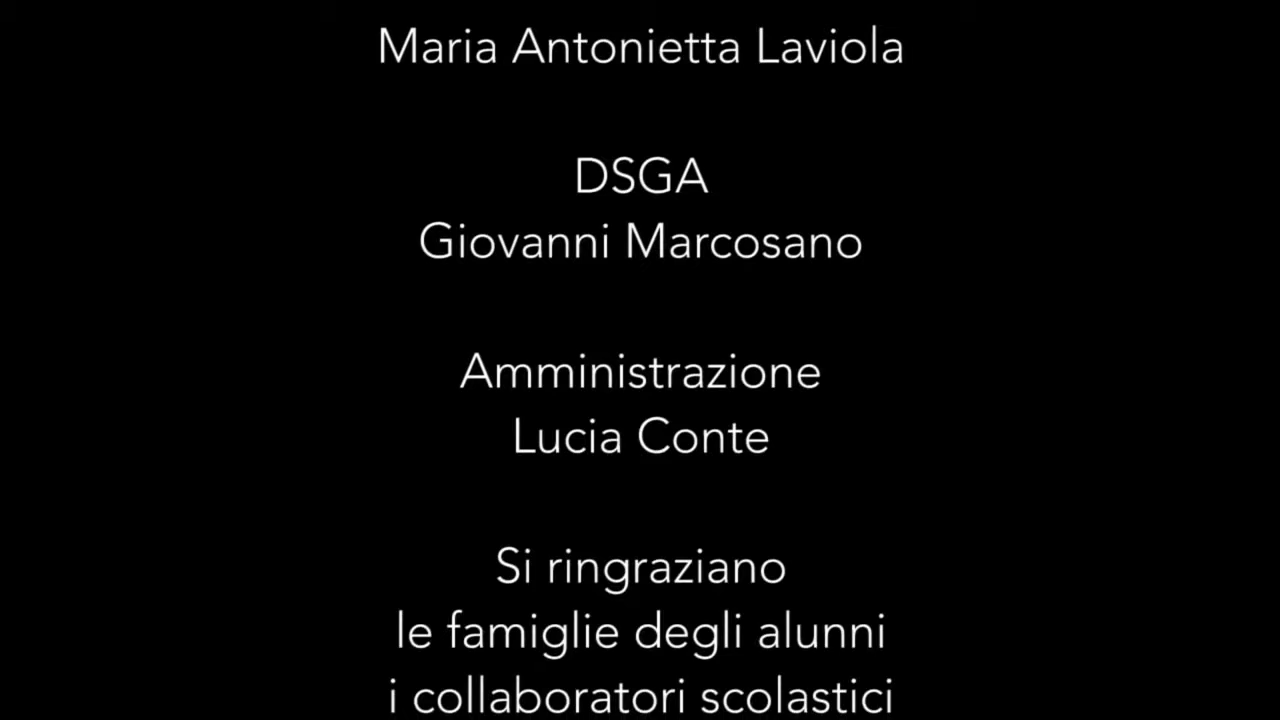 Maria Antonietta Laviola
DSGA
Giovanni Marcosano
Amministrazione
Lucia Conte
Si ringraziano
le famiglie degli alunni
i collaboratori scolastici